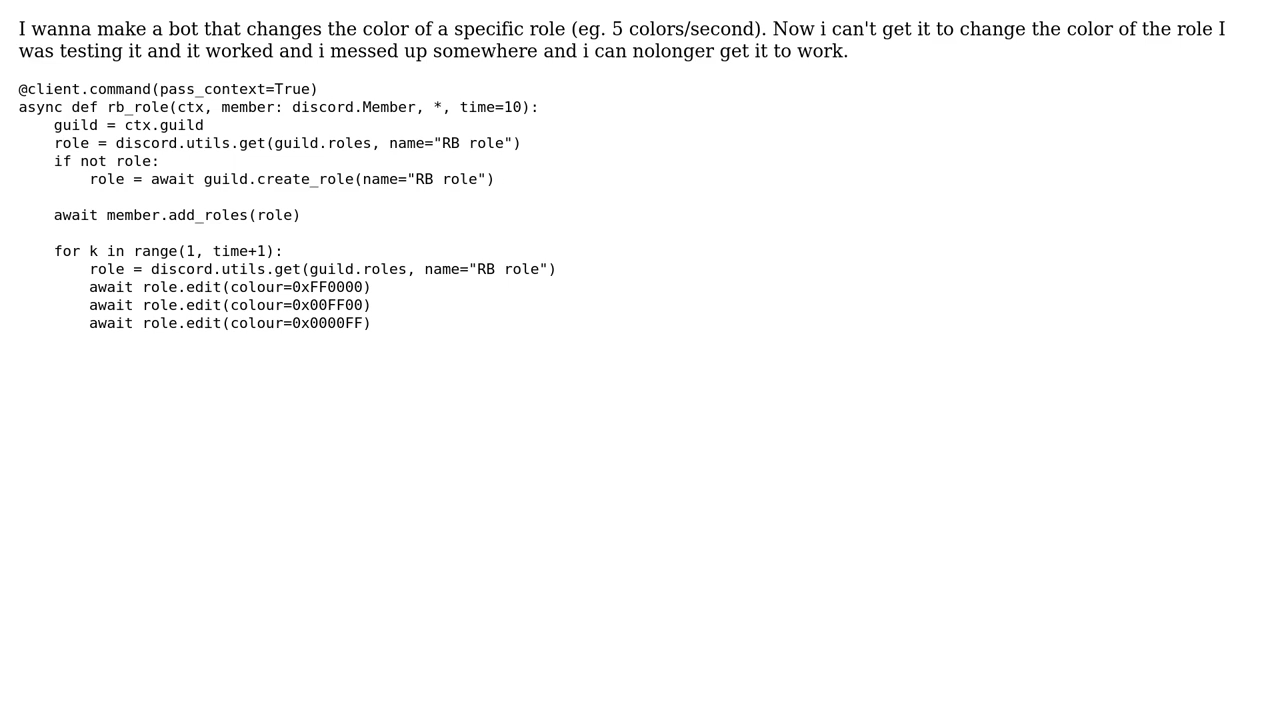 I wanna make a bot that changes the color of a specific role (eg. 5 colors/second). Now i can't get it to change the color of the role I
was testing it and it worked and i messed up somewhere and i can nolonger get it to work.
@client.command(pass_context=True)
async def rb_role(ctx, member: discord.Member, *, time=10):
    guild = ctx.guild
    role = discord.utils.get(guild.roles, name="RB role")
    if not role:
        role = await guild.create_role(name="RB role")

    await member.add_roles(role)

    for k in range(1, time+1):
        role = discord.utils.get(guild.roles, name="RB role")
        await role.edit(colour=0xFF0000)
        await role.edit(colour=0x00FF00)
        await role.edit(colour=0x0000FF)